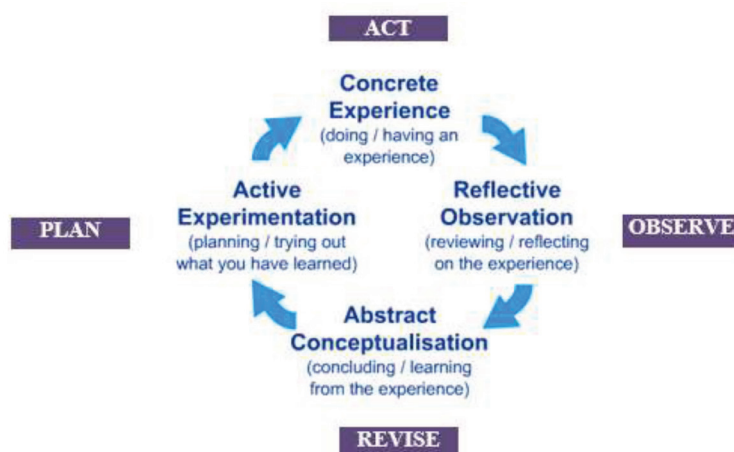 ACT
Concrete
Experience
(doing / having an
experience)
Active
Experimentation
(planning / trying out
what you have learned)
Reflective
Observation
(reviewing / reflecting
on the experience)
PLAN
OBSERVE
Abstract
Conceptualisation
(concluding / learning
from the experience)
REVISE